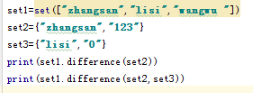 set1=set(["zhangsan","lisi","wangwu "])
set2={"zhangsan","123"}
set3={"lisi","0"}
print(set1.difference(set2))
print(set1.difference(set2,set3))